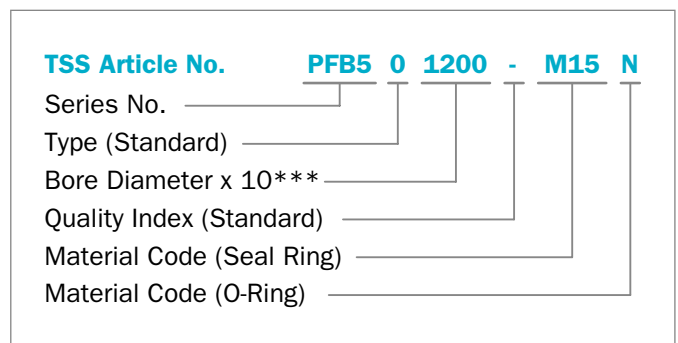 TSS Article No. PFB5 0 1200 - M15 N
Series No.
Type (Standard)
Bore Diameter x 10***
Quality Index (Standard)
Material Code (Seal Ring)
Material Code (O-Ring)